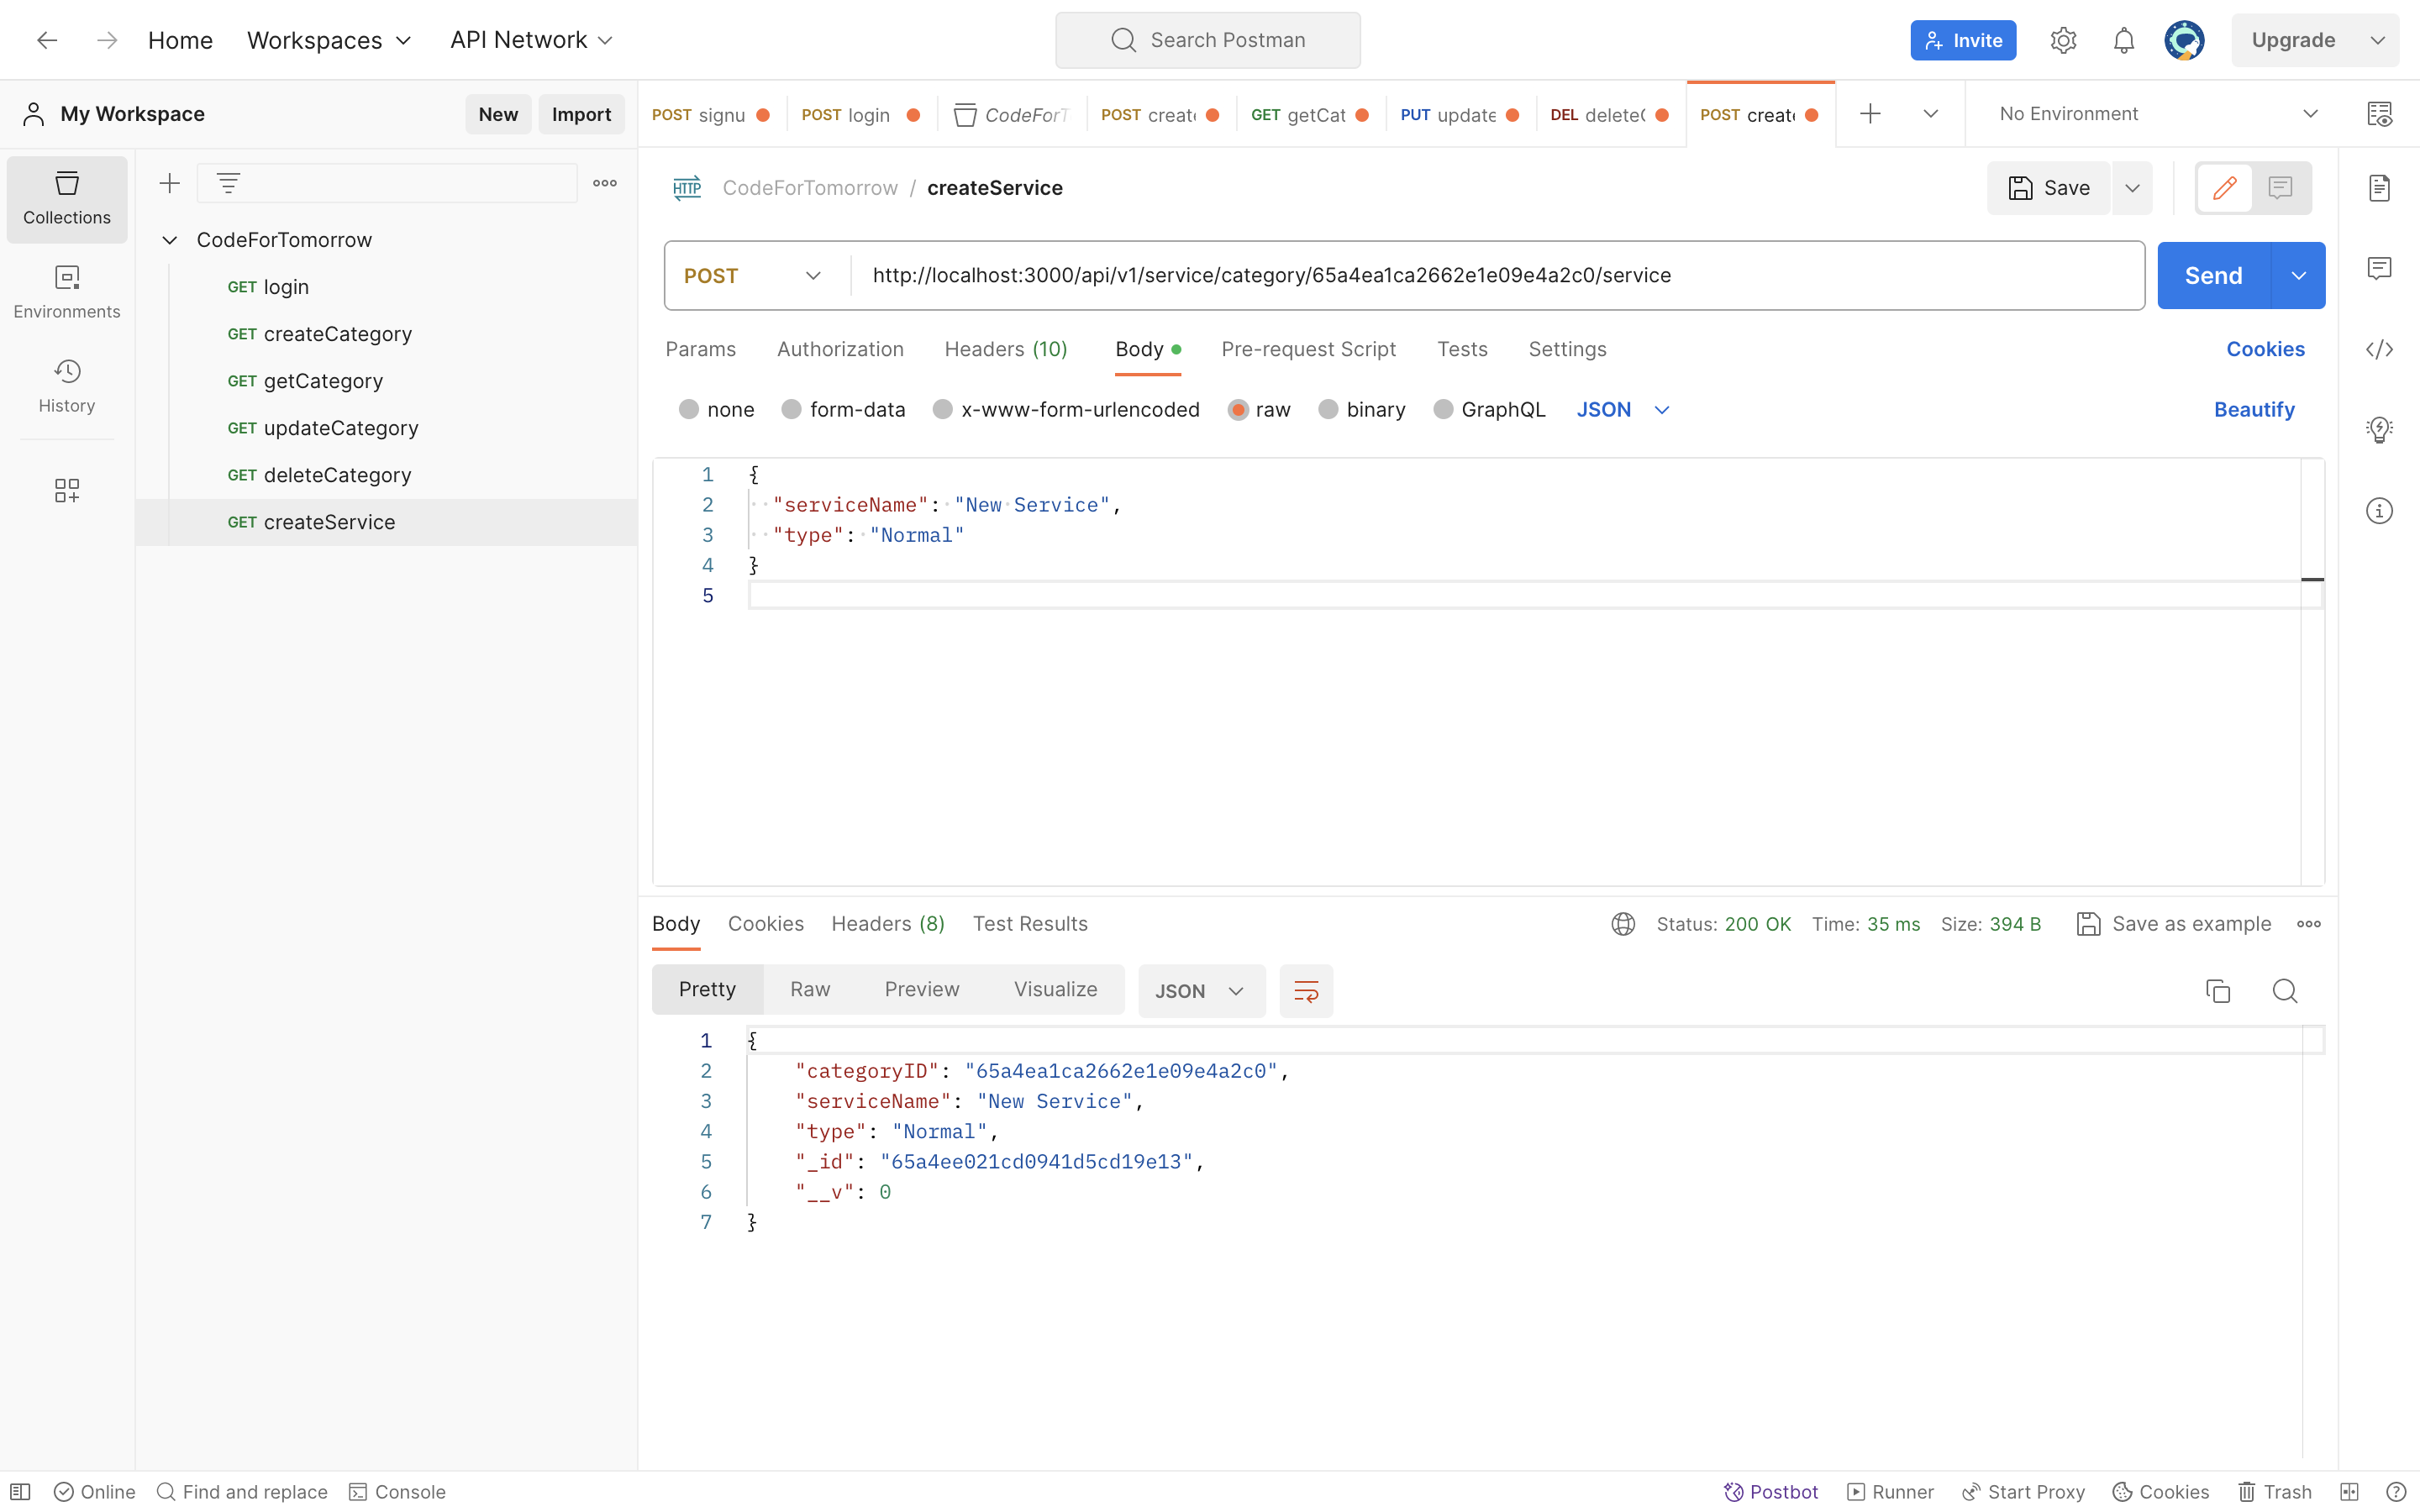 Home Workspaces API Network Search Postman Invite Upgrade
My Workspace New Import
POST signu POST login CodeForT POST creat GET getCat PUT update DEL delete POST creat No Environment
Collections
Environments
History
CodeForTomorrow
GET login
GET createCategory
GET getCategory
GET updateCategory
GET deleteCategory
GET createService
HTTP CodeForTomorrow / createService Save
POST http://localhost:3000/api/v1/service/category/65a4ea1ca2662e1e09e4a2c0/service Send
Params Authorization Headers (10) Body Pre-request Script Tests Settings Cookies
none form-data x-www-form-urlencoded raw binary GraphQL JSON Beautify
1 {
2 "serviceName": "New Service",
3 "type": "Normal"
4 }
5
Body Cookies Headers (8) Test Results Status: 200 OK Time: 35 ms Size: 394 B Save as example
Pretty Raw Preview Visualize JSON
1 {
2 "categoryID": "65a4ea1ca2662e1e09e4a2c0",
3 "serviceName": "New Service",
4 "type": "Normal",
5 "_id": "65a4ee021cd0941d5cd19e13",
6 "__v": 0
7 }
Online Find and replace Console Postbot Runner Start Proxy Cookies Trash